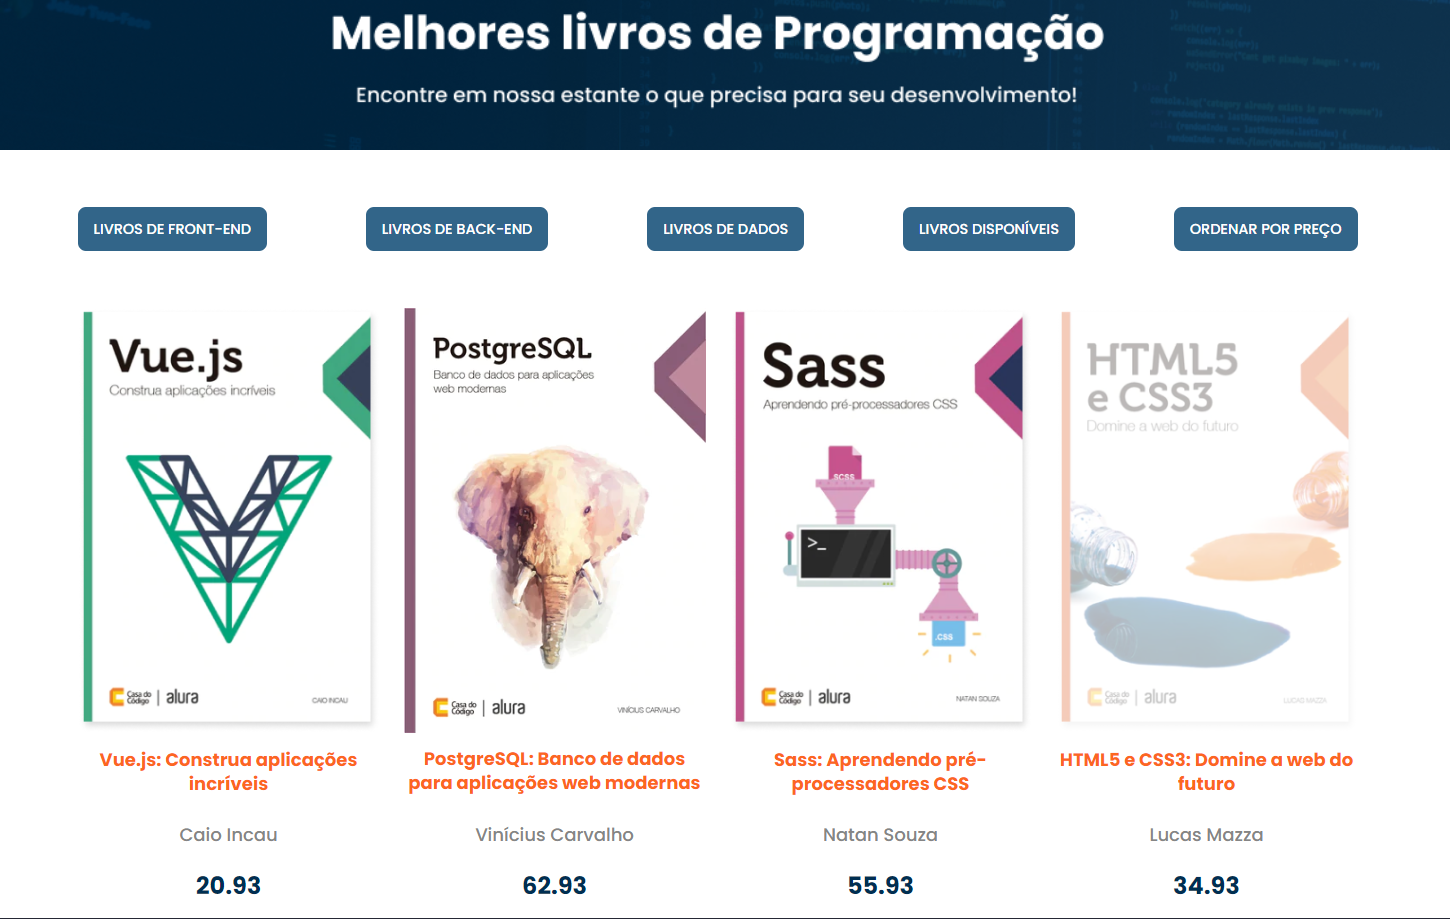 Melhores livros de Programação
Encontre em nossa estante o que precisa para seu desenvolvimento!
LIVROS DE FRONT-END
LIVROS DE BACK-END
LIVROS DE DADOS
LIVROS DISPONÍVEIS
ORDENAR POR PREÇO
Vue.js
Construa aplicações incríveis
Casa do
Código
alura
CAIO INCAU
PostgreSQL
Banco de dados para aplicações
web modernas
Casa do
Código
alura
VINÍCIUS CARVALHO
Sass
Aprendendo pré-processadores CSS
SCSS
>_
.CSS
Casa do
Código
alura
NATAN SOUZA
HTML5
e CSS3
Domine a web do futuro
Casa do
Código
alura
LUCAS MAZZA
Vue.js: Construa aplicações
incríveis
Caio Incau
20.93
PostgreSQL: Banco de dados
para aplicações web modernas
Vinícius Carvalho
62.93
Sass: Aprendendo pré-
processadores CSS
Natan Souza
55.93
HTML5 e CSS3: Domine a web do
futuro
Lucas Mazza
34.93